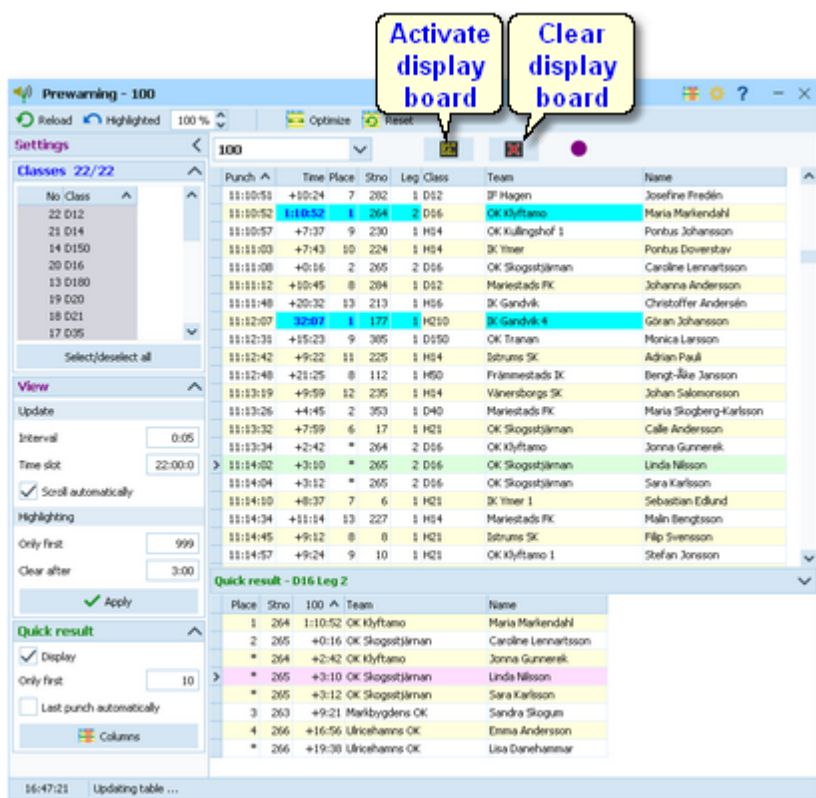 Activate display board
Clear display board
Prewarning - 100
?
Reload Highlighted 100 % Optimize Reset
Settings
100
Classes 22/22
No Class
22 D12
21 D14
14 D150
20 D16
13 D180
19 D20
18 D21
17 D35
Select/deselect all
View
Update
Interval 0:05
Time slot 22:00:0
Scroll automatically
Highlighting
Only first 999
Clear after 3:00
Apply
Quick result
Display
Only first 10
Last punch automatically
Columns
Punch Time Place Stno Leg Class Team Name
11:10:51 +10:24 7 282 1 D12 IF Hagen Josefine Fredén
11:10:52 1:10:52 1 264 2 D16 OK Klyftamo Maria Markendahl
11:10:57 +7:37 9 230 1 H14 OK Kullingshof 1 Pontus Johansson
11:11:03 +7:43 10 224 1 H14 IK Ymer Pontus Doverstav
11:11:08 +0:16 2 265 2 D16 OK Skogsstjärnan Caroline Lennartsson
11:11:12 +10:45 8 284 1 D12 Mariestads FK Johanna Andersson
11:11:48 +20:32 13 213 1 H16 IK Gandvik Christoffer Andersén
11:12:07 32:07 1 177 1 H210 IK Gandvik 4 Göran Johansson
11:12:31 +15:23 9 385 1 D150 OK Tranan Monica Larsson
11:12:42 +9:22 11 225 1 H14 Istrums SK Adrian Pauli
11:12:48 +21:25 8 112 1 H50 Främmestads IK Bengt-Åke Jansson
11:13:19 +9:59 12 235 1 H14 Vänersborgs SK Johan Salomonsson
11:13:26 +4:45 2 353 1 D40 Mariestads FK Maria Skogberg-Karlsson
11:13:32 +7:59 6 17 1 H21 OK Skogsstjärnan Calle Andersson
11:13:34 +2:42 * 264 2 D16 OK Klyftamo Jonna Gunnerek
11:14:02 +3:10 * 265 2 D16 OK Skogsstjärnan Linda Nilsson
11:14:04 +3:12 * 265 2 D16 OK Skogsstjärnan Sara Karlsson
11:14:10 +8:37 7 6 1 H21 IK Ymer 1 Sebastian Edlund
11:14:34 +11:14 13 227 1 H14 Mariestads FK Malin Bengtsson
11:14:45 +9:12 8 8 1 H21 Istrums SK Filip Svensson
11:14:57 +9:24 9 10 1 H21 OK Klyftamo 1 Stefan Jonsson
Quick result - D16 Leg 2
Place Stno 100 Team Name
1 264 1:10:52 OK Klyftamo Maria Markendahl
2 265 +0:16 OK Skogsstjärnan Caroline Lennartsson
* 264 +2:42 OK Klyftamo Jonna Gunnerek
* 265 +3:10 OK Skogsstjärnan Linda Nilsson
* 265 +3:12 OK Skogsstjärnan Sara Karlsson
3 263 +9:21 Markbygdens OK Sandra Skogum
4 266 +16:56 Ulricehamns OK Emma Andersson
* 266 +19:38 Ulricehamns OK Lisa Danehammar
16:47:21 Updating table ...